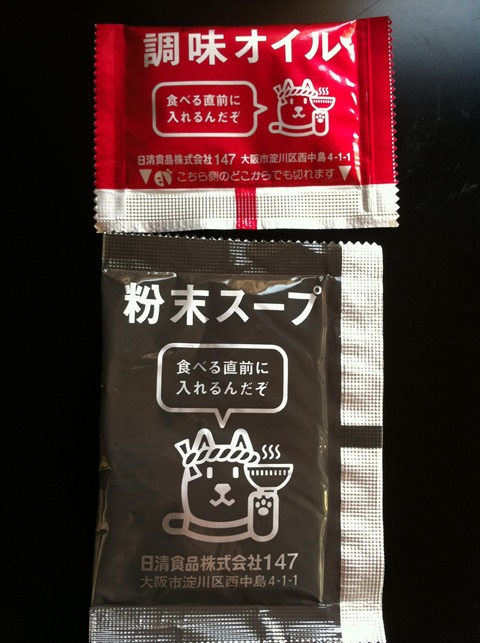 調味オイル
食べる直前に
入れるんだぞ
日清食品株式会社147 大阪市淀川区西中島4-1-1
▼ こちら側のどこからでも切れます ▼
粉末スープ
食べる直前に
入れるんだぞ
日清食品株式会社147
大阪市淀川区西中島4-1-1